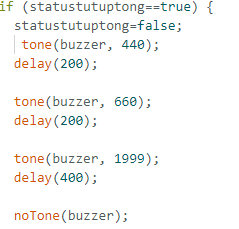 if (statustutuptong==true) {
statustutuptong=false;
tone(buzzer, 440);
delay(200);
tone(buzzer, 660);
delay(200);
tone(buzzer, 1999);
delay(400);
noTone(buzzer);